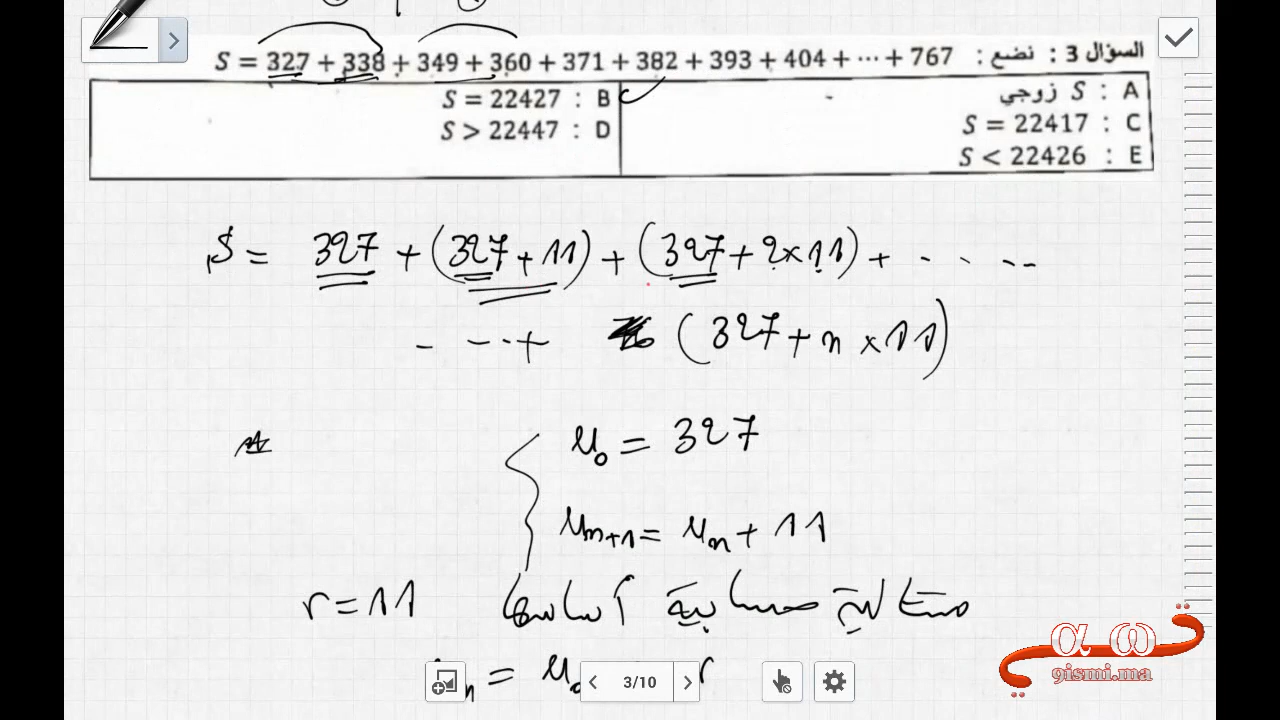 السؤال 3 : نضع : S = 327 + 338 + 349 + 360 + 371 + 382 + 393 + 404 + ⋯ + 767
A : S زوجي
B : S = 22427
C : S = 22417
D : S > 22447
E : S < 22426
S = 327 + (327 + 11) + (327 + 2×11) + - - --
- - -- + (327 + n × 11)
u₀ = 327
uₙ₊₁ = uₙ + 11
متتالية حسابية أساسها r = 11
3/10
α ω
9ismi.ma